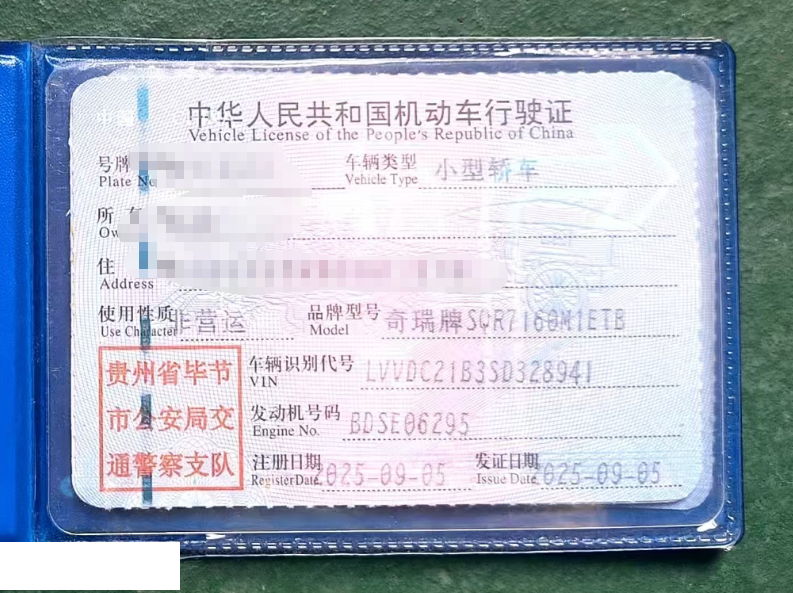 中华人民共和国机动车行驶证
Vehicle License of the People's Republic of China
号牌 车辆类型 小型轿车
Plate No. Vehicle Type
所
住
Address
使用性质 非营运 品牌型号 奇瑞牌SQR7160M1ETB
Use Character Model
贵州省毕节
市公安局交
通警察支队
车辆识别代号 LVVDC21B3SD328941
VIN
发动机号码 BDSE06295
Engine No.
注册日期 2025-09-05 发证日期 2025-09-05
Register Date Issue Date